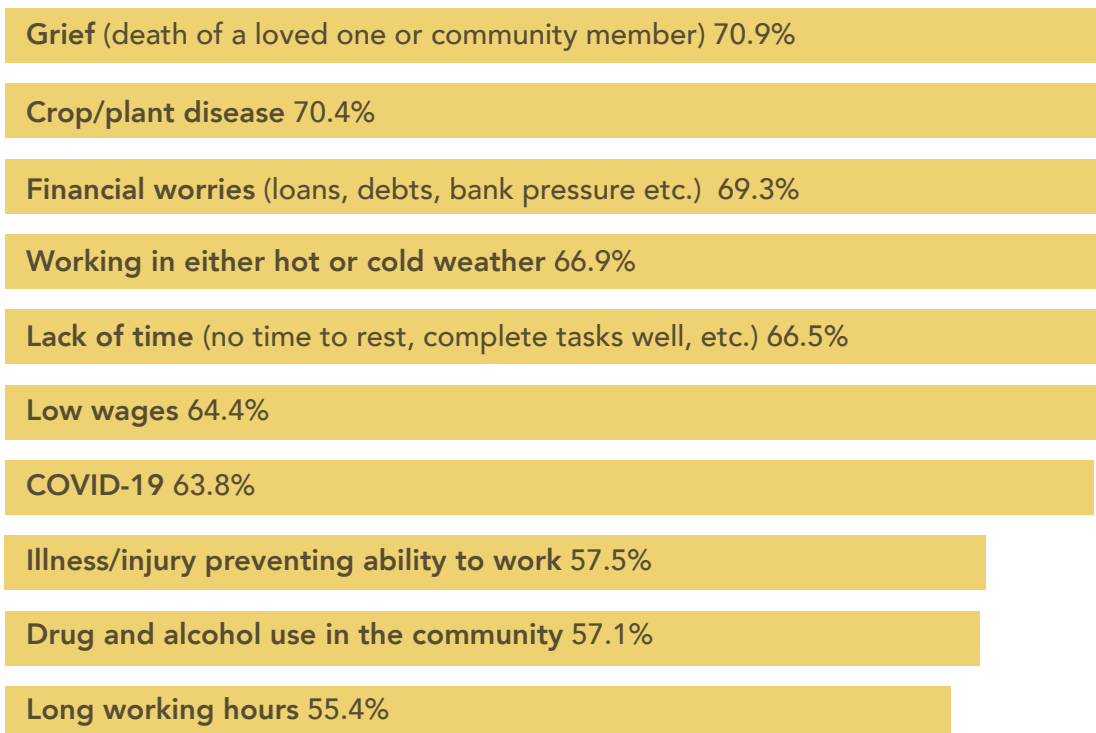 Grief (death of a loved one or community member) 70.9%
Crop/plant disease 70.4%
Financial worries (loans, debts, bank pressure etc.)  69.3%
Working in either hot or cold weather 66.9%
Lack of time (no time to rest, complete tasks well, etc.) 66.5%
Low wages 64.4%
COVID-19 63.8%
Illness/injury preventing ability to work 57.5%
Drug and alcohol use in the community 57.1%
Long working hours 55.4%